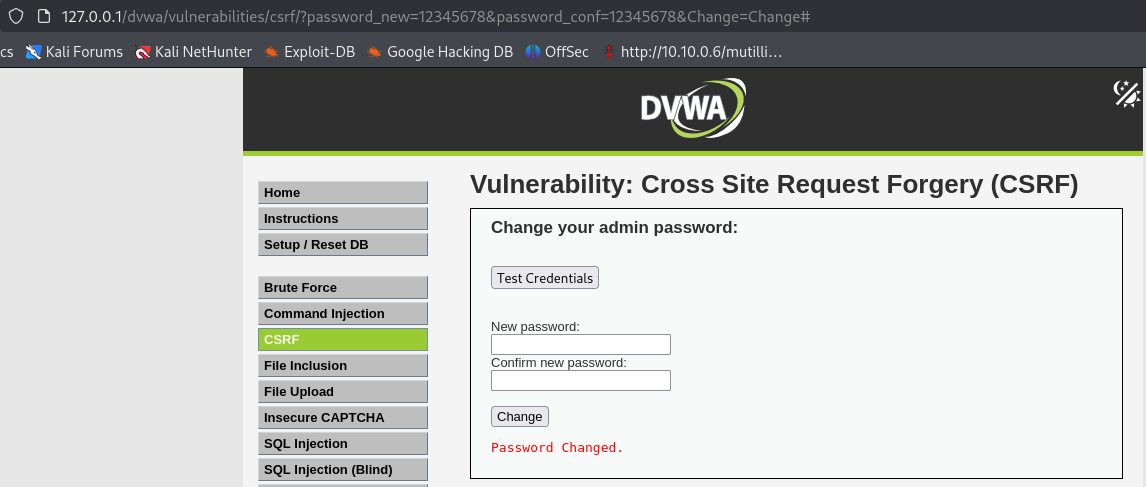 127.0.0.1/dvwa/vulnerabilities/csrf/?password_new=12345678&password_conf=12345678&Change=Change#
cs Kali Forums Kali NetHunter Exploit-DB Google Hacking DB OffSec http://10.10.0.6/mutilli…
DVWA
Home
Instructions
Setup / Reset DB
Brute Force
Command Injection
CSRF
File Inclusion
File Upload
Insecure CAPTCHA
SQL Injection
SQL Injection (Blind)
Vulnerability: Cross Site Request Forgery (CSRF)
Change your admin password:
Test Credentials
New password:
Confirm new password:
Change
Password Changed.